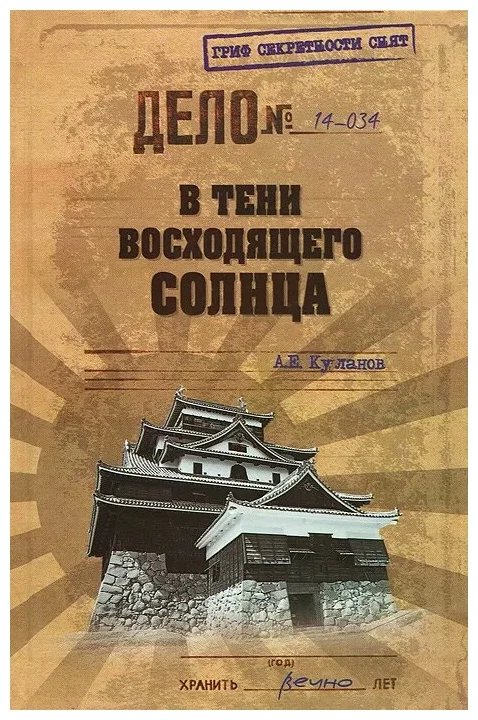 ГРИФ СЕКРЕТНОСТИ СНЯТ
ДЕЛО № 14-034
В ТЕНИ
ВОСХОДЯЩЕГО
СОЛНЦА
А.Е. Куланов
(ГОД)
ХРАНИТЬ вечно ЛЕТ